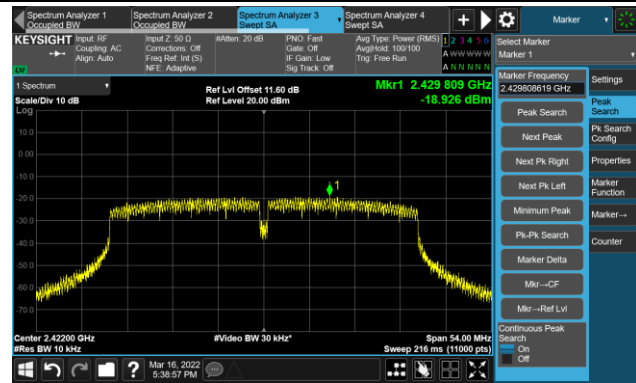 Spectrum Analyzer 1
Occupied BW
Spectrum Analyzer 2
Occupied BW
Spectrum Analyzer 3
Swept SA
Spectrum Analyzer 4
Swept SA
Marker
KEYSIGHT
Input: RF
Coupling: AC
Align: Auto
Input Z: 50 Ω
Corrections: Off
Freq Ref: Int (S)
NFE: Adaptive
#Atten: 20 dB
PNO: Fast
Gate: Off
IF Gain: Low
Sig Track: Off
Avg Type: Power (RMS)
Avg|Hold: 100/100
Trig: Free Run
1 2 3 4 5 6
A W W W W W
A N N N N N
Select Marker
Marker 1
1 Spectrum
Scale/Div 10 dB
Log
Ref Lvl Offset 11.60 dB
Ref Level 20.00 dBm
Mkr1 2.429 809 GHz
-18.926 dBm
10.0
0.00
-10.0
-20.0
-30.0
-40.0
-50.0
-60.0
-70.0
1
Center 2.42200 GHz
#Res BW 10 kHz
#Video BW 30 kHz*
Span 54.00 MHz
Sweep 216 ms (11000 pts)
Marker Frequency
2.429808619 GHz
Peak Search
Next Peak
Next Pk Right
Next Pk Left
Minimum Peak
Pk-Pk Search
Marker Delta
Mkr→CF
Mkr→Ref Lvl
Continuous Peak Search
On
Off
Settings
Peak Search
Pk Search Config
Properties
Marker Function
Marker→
Counter
Mar 16, 2022
5:38:57 PM